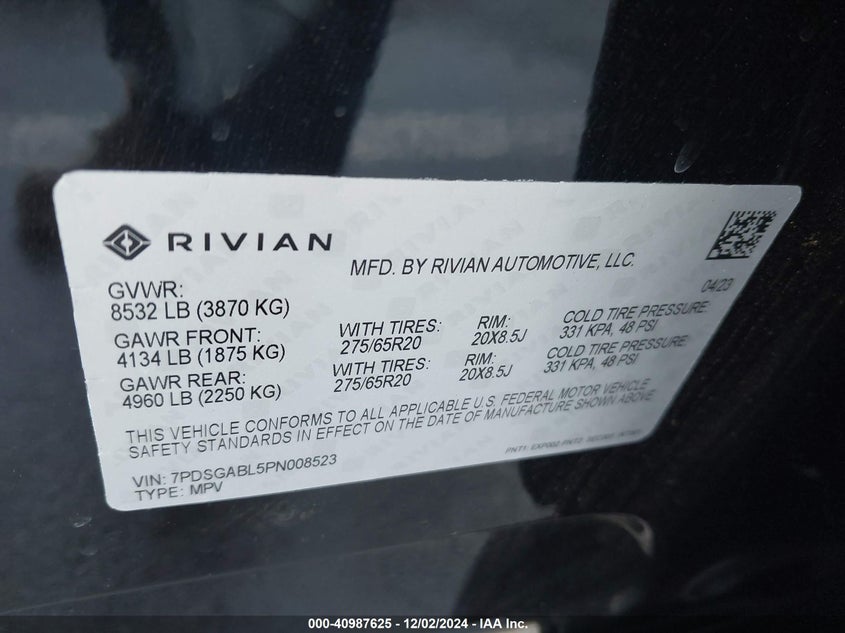 RIVIAN
MFD. BY RIVIAN AUTOMOTIVE, LLC.
04/23
GVWR:
8532 LB (3870 KG)
GAWR FRONT: WITH TIRES: RIM: COLD TIRE PRESSURE:
4134 LB (1875 KG) 275/65R20 20X8.5J 331 KPA, 48 PSI
GAWR REAR: WITH TIRES: RIM: COLD TIRE PRESSURE:
4960 LB (2250 KG) 275/65R20 20X8.5J 331 KPA, 48 PSI
THIS VEHICLE CONFORMS TO ALL APPLICABLE U.S. FEDERAL MOTOR VEHICLE
SAFETY STANDARDS IN EFFECT ON THE DATE OF MANUFACTURE SHOWN ABOVE
PNT1: EXP002 PNT2:
VIN: 7PDSGABL5PN008523
TYPE: MPV
000-40987625 - 12/02/2024 - IAA Inc.